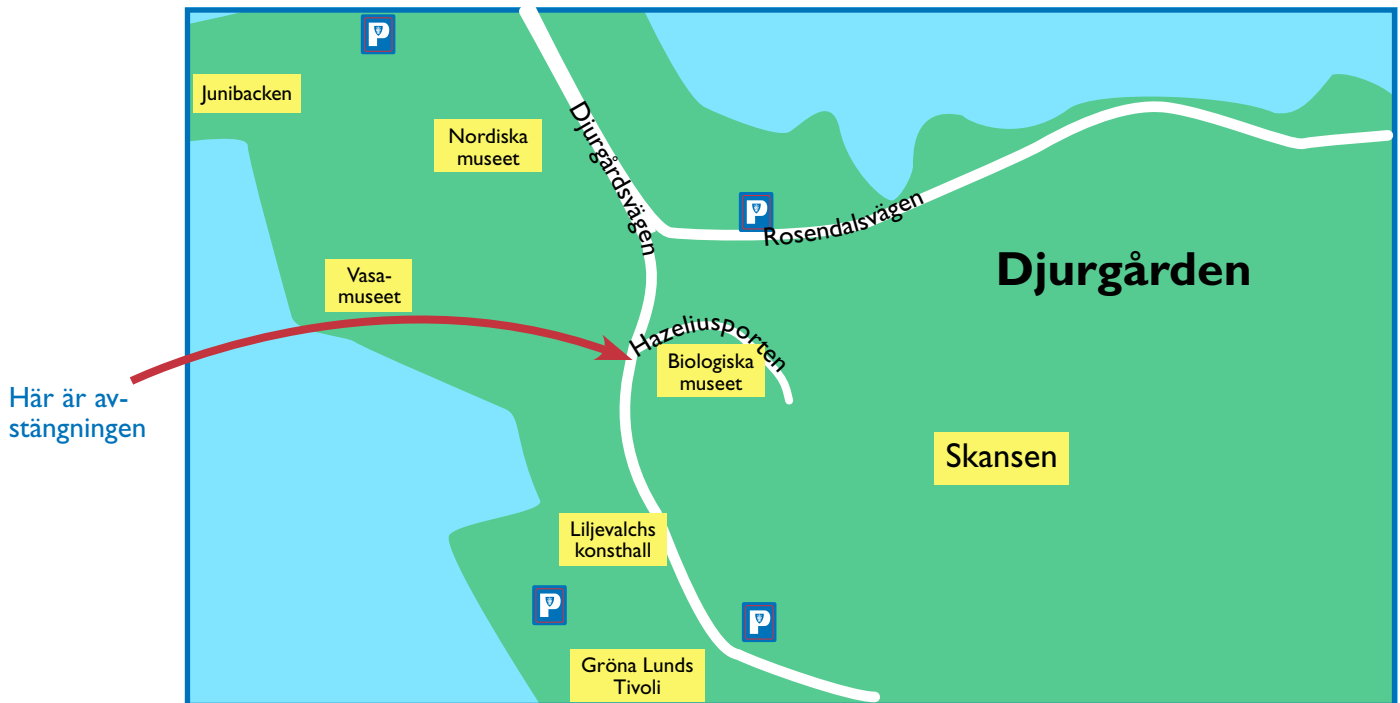 P
Junibacken
Nordiska
museet
Djurgårdsvägen
P
Rosendalsvägen
Djurgården
Vasa-
museet
Hazeliusporten
Biologiska
museet
Här är av-
stängningen
Skansen
Liljevalchs
konsthall
P
P
Gröna Lunds
Tivoli